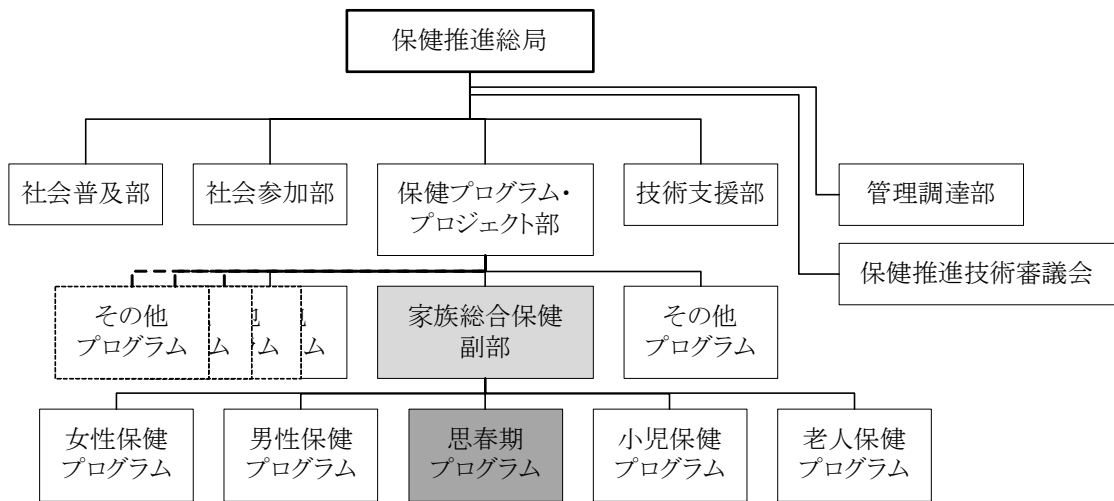 保健推進総局
社会普及部
社会参加部
保健プログラム・
プロジェクト部
技術支援部
管理調達部
保健推進技術審議会
その他
プログラム
家族総合保健
副部
その他
プログラム
女性保健
プログラム
男性保健
プログラム
思春期
プログラム
小児保健
プログラム
老人保健
プログラム